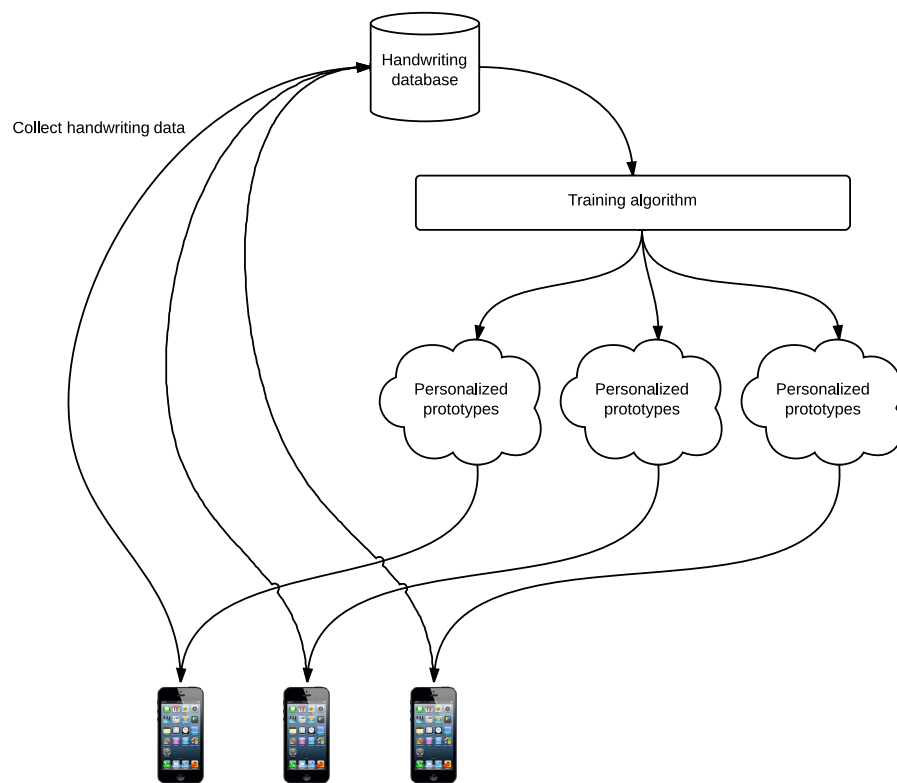 Handwriting
database
Collect handwriting data
Training algorithm
Personalized
prototypes
Personalized
prototypes
Personalized
prototypes